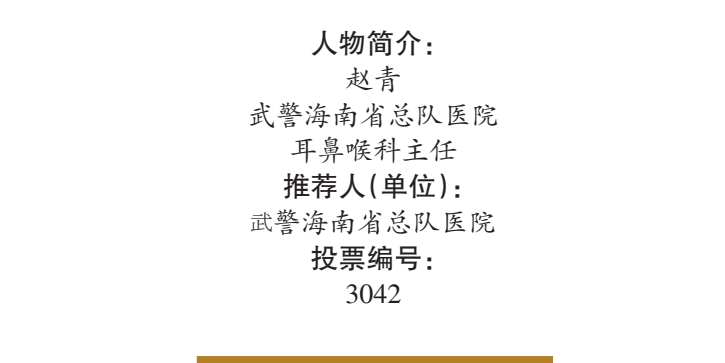 人物简介：
赵青
武警海南省总队医院
耳鼻喉科主任
推荐人(单位)：
武警海南省总队医院
投票编号：
3042